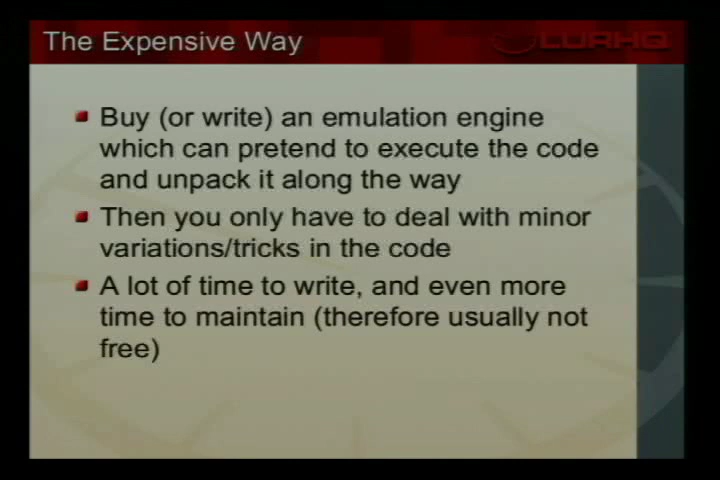 The Expensive Way
LURHQ
Buy (or write) an emulation engine
which can pretend to execute the code
and unpack it along the way
Then you only have to deal with minor
variations/tricks in the code
A lot of time to write, and even more
time to maintain (therefore usually not
free)